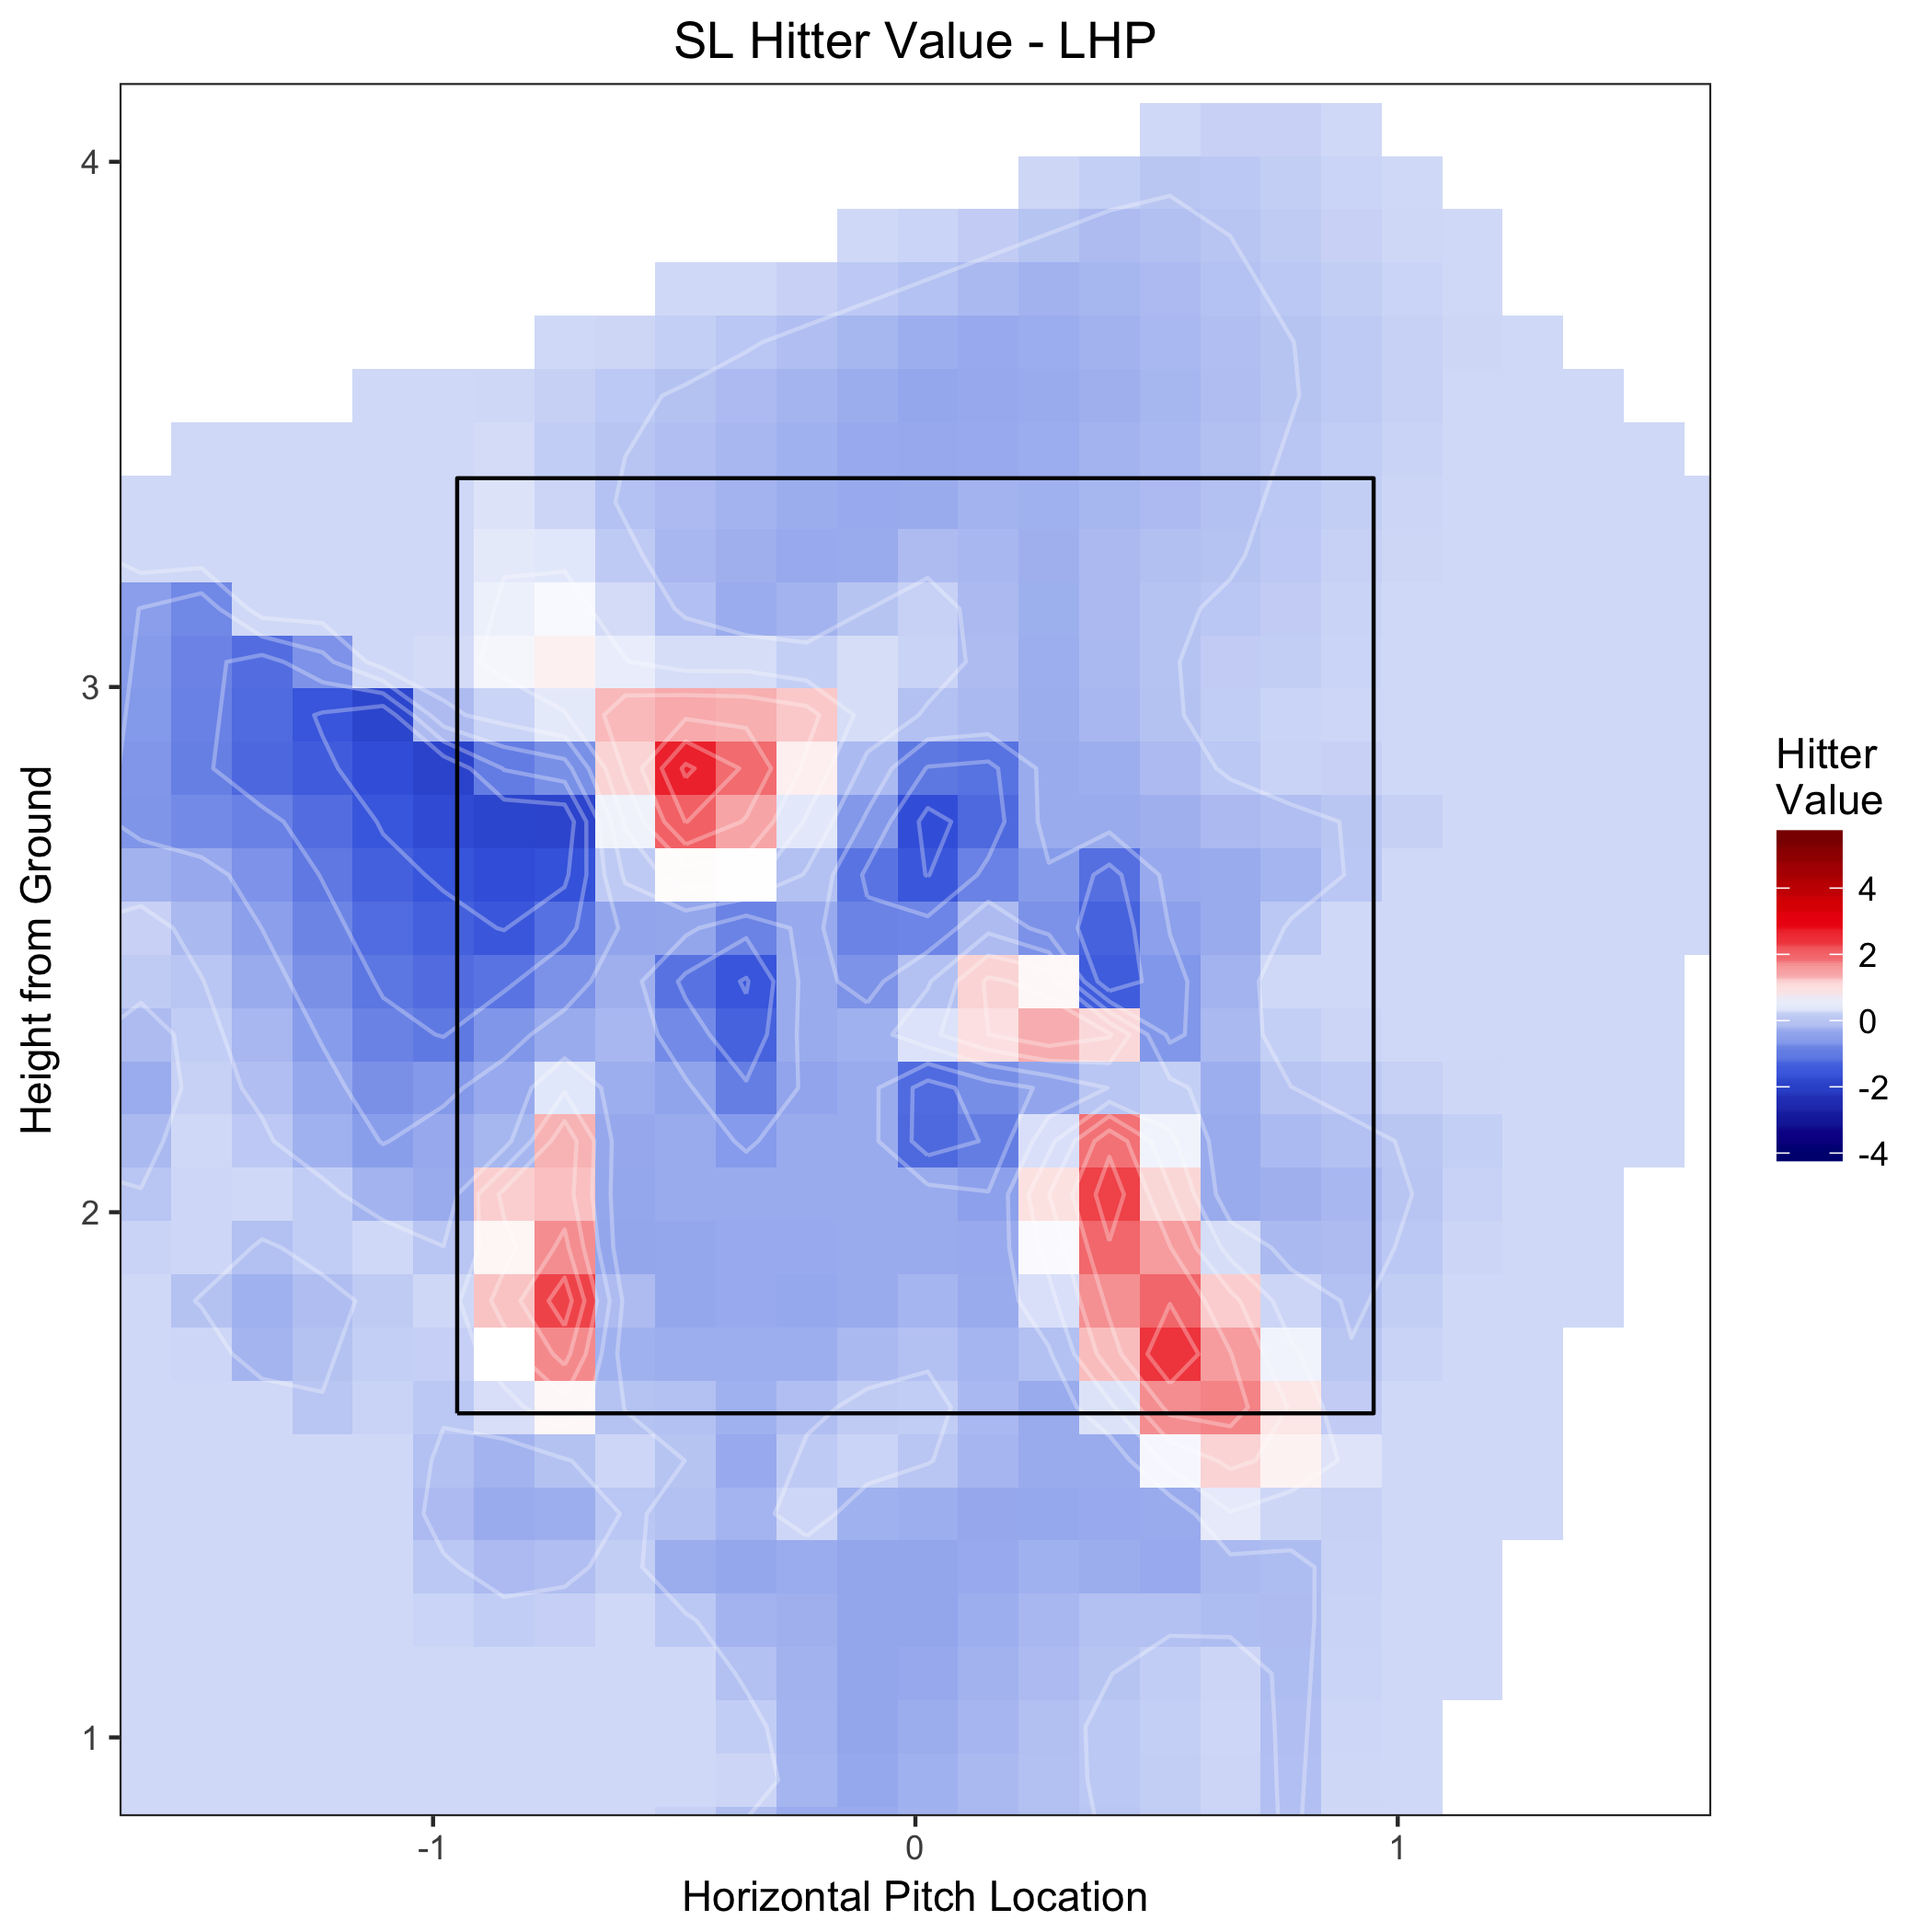 SL Hitter Value - LHP
4
3
2
1
Height from Ground
-1
0
1
Horizontal Pitch Location
Hitter
Value
4
2
0
-2
-4